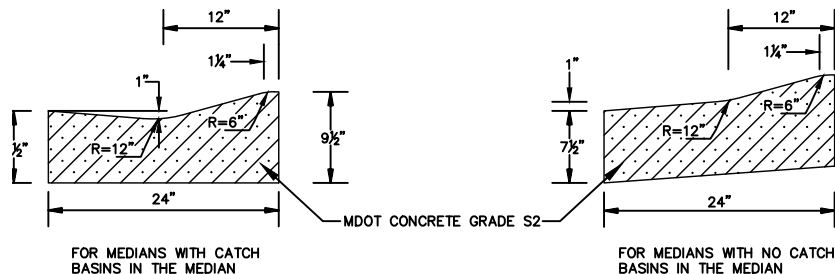 12"
1¼"
1"
R=6"
R=12"
½"
9½"
24"
FOR MEDIANS WITH CATCH
BASINS IN THE MEDIAN
MDOT CONCRETE GRADE S2
12"
1¼"
1"
R=6"
R=12"
7½"
24"
FOR MEDIANS WITH NO CATCH
BASINS IN THE MEDIAN